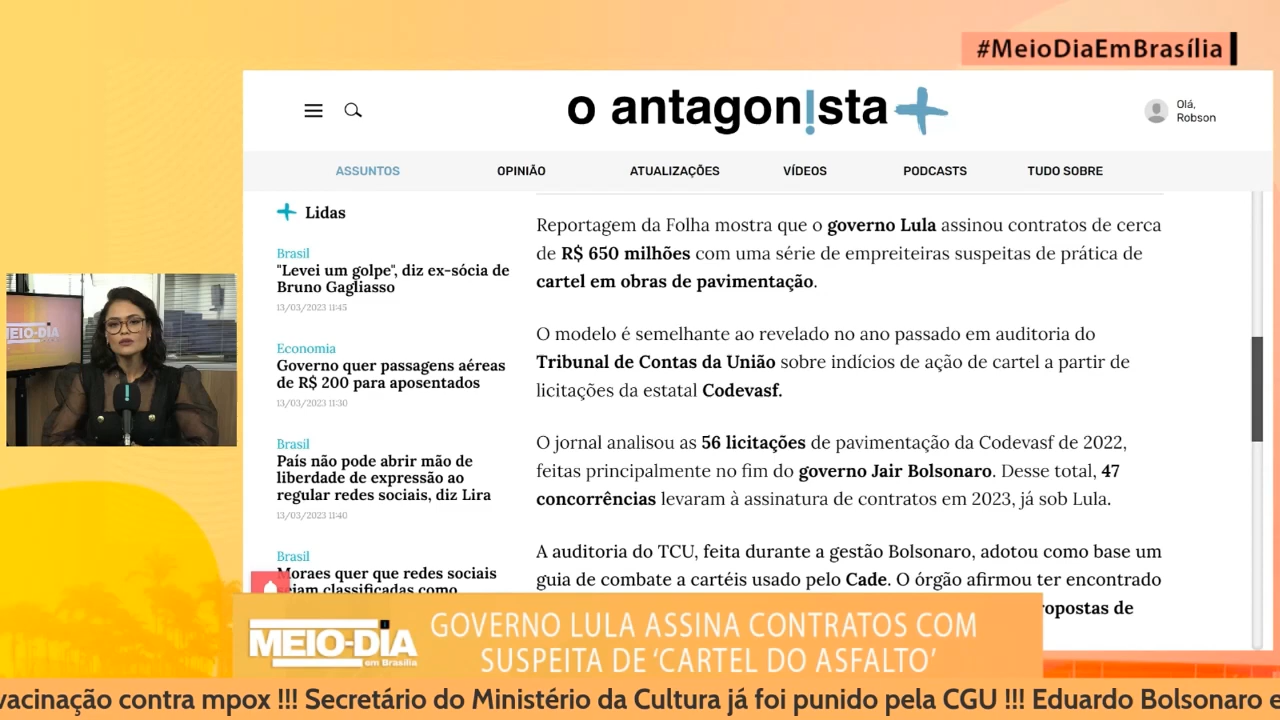 #MeioDiaEmBrasília
o antagon!sta+
Olá,
Robson
ASSUNTOS
OPINIÃO
ATUALIZAÇÕES
VÍDEOS
PODCASTS
TUDO SOBRE
+ Lidas
Brasil
"Levei um golpe", diz ex-sócia de
Bruno Gagliasso
13/03/2023 11:45
Economia
Governo quer passagens aéreas
de R$ 200 para aposentados
13/03/2023 11:30
Brasil
País não pode abrir mão de
liberdade de expressão ao
regular redes sociais, diz Lira
13/03/2023 11:40
Brasil
Moraes quer que redes sociais
sejam classificadas como
Reportagem da Folha mostra que o governo Lula assinou contratos de cerca
de R$ 650 milhões com uma série de empreiteiras suspeitas de prática de
cartel em obras de pavimentação.
O modelo é semelhante ao revelado no ano passado em auditoria do
Tribunal de Contas da União sobre indícios de ação de cartel a partir de
licitações da estatal Codevasf.
O jornal analisou as 56 licitações de pavimentação da Codevasf de 2022,
feitas principalmente no fim do governo Jair Bolsonaro. Desse total, 47
concorrências levaram à assinatura de contratos em 2023, já sob Lula.
A auditoria do TCU, feita durante a gestão Bolsonaro, adotou como base um
guia de combate a cartéis usado pelo Cade. O órgão afirmou ter encontrado
ropostas de
MEIO-DIA
MEIO-DIA
em Brasília
GOVERNO LULA ASSINA CONTRATOS COM
SUSPEITA DE 'CARTEL DO ASFALTO'
vacinação contra mpox !!! Secretário do Ministério da Cultura já foi punido pela CGU !!! Eduardo Bolsonaro e